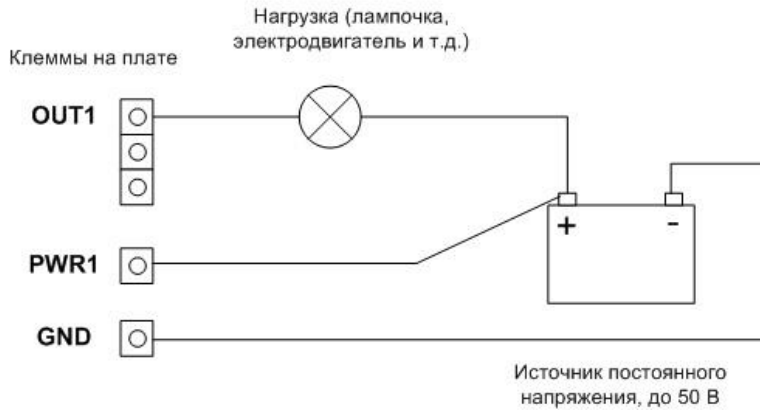 Нагрузка (лампочка,
электродвигатель и т.д.)
Клеммы на плате
OUT1
PWR1
GND
+ -
Источник постоянного
напряжения, до 50 В